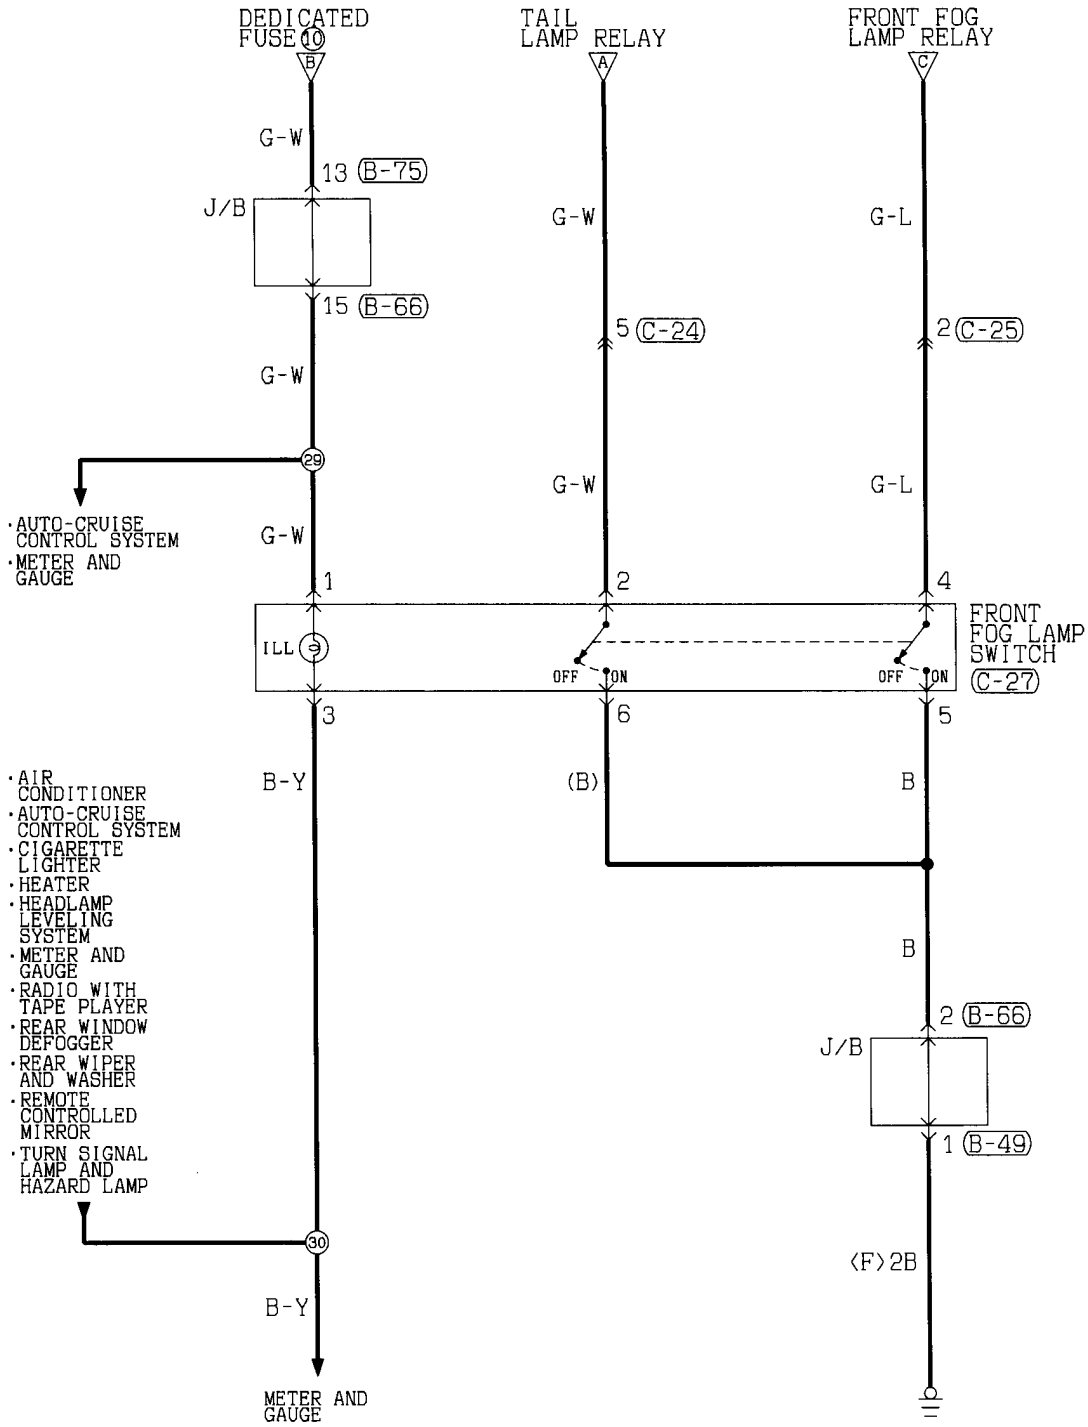 DEDICATED
FUSE ⑩
TAIL
LAMP RELAY
FRONT FOG
LAMP RELAY
B
A
C
G-W
13 (B-75)
J/B
G-W
G-L
15 (B-66)
5 (C-24)
2 (C-25)
G-W
29
G-W
G-L
·AUTO-CRUISE
CONTROL SYSTEM
·METER AND
GAUGE
G-W
1
2
4
FRONT
FOG LAMP
SWITCH
(C-27)
ILL
OFF
ON
OFF
ON
3
6
5
B-Y
(B)
B
·AIR
CONDITIONER
·AUTO-CRUISE
CONTROL SYSTEM
·CIGARETTE
LIGHTER
·HEATER
·HEADLAMP
LEVELING
SYSTEM
·METER AND
GAUGE
·RADIO WITH
TAPE PLAYER
·REAR WINDOW
DEFOGGER
·REAR WIPER
AND WASHER
·REMOTE
CONTROLLED
MIRROR
·TURN SIGNAL
LAMP AND
HAZARD LAMP
B
2 (B-66)
J/B
1 (B-49)
30
<F>2B
B-Y
METER AND
GAUGE